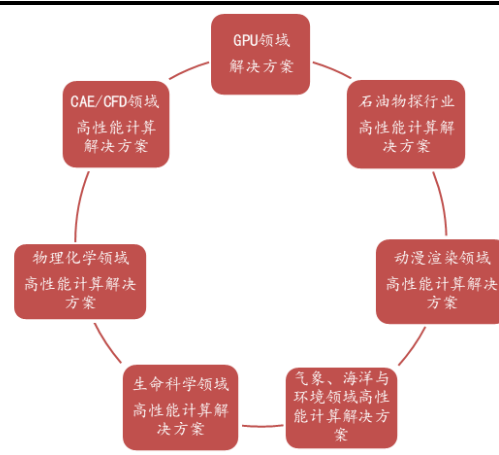 GPU领域
解决方案
CAE/CFD领域
高性能计算
解决方案
石油物探行业
高性能计算解
决方案
物理化学领域
高性能计算解决
方案
动漫渲染领域
高性能计算解决
方案
生命科学领域
高性能计算解
决方案
气象、海洋与
环境领域高性
能计算解决方
案